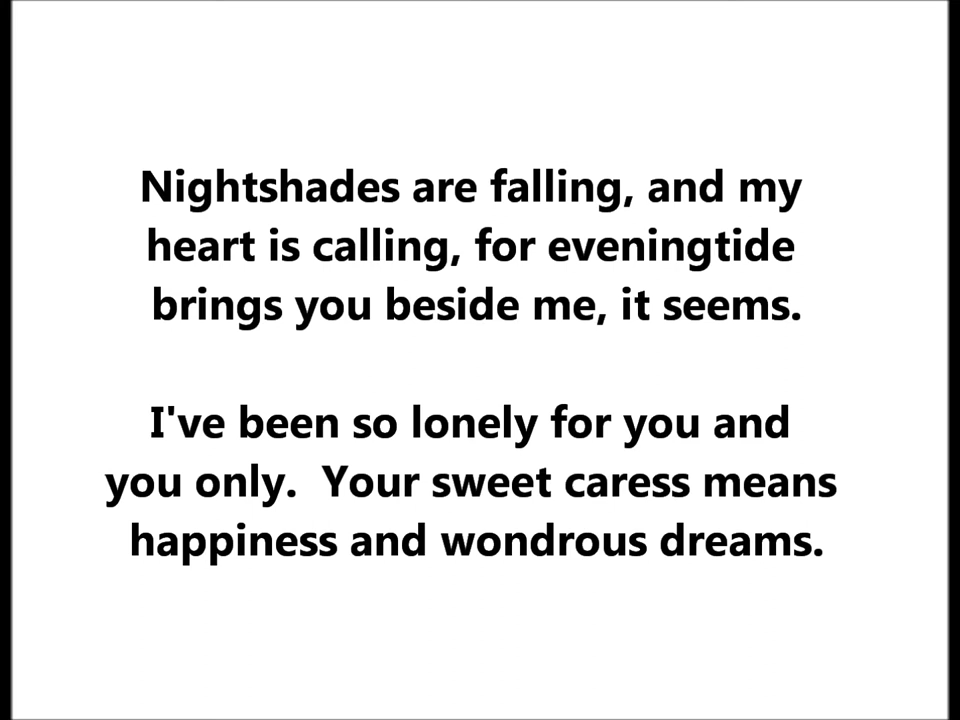 Nightshades are falling, and my
heart is calling, for eveningtide
brings you beside me, it seems.
I've been so lonely for you and
you only.  Your sweet caress means
happiness and wondrous dreams.